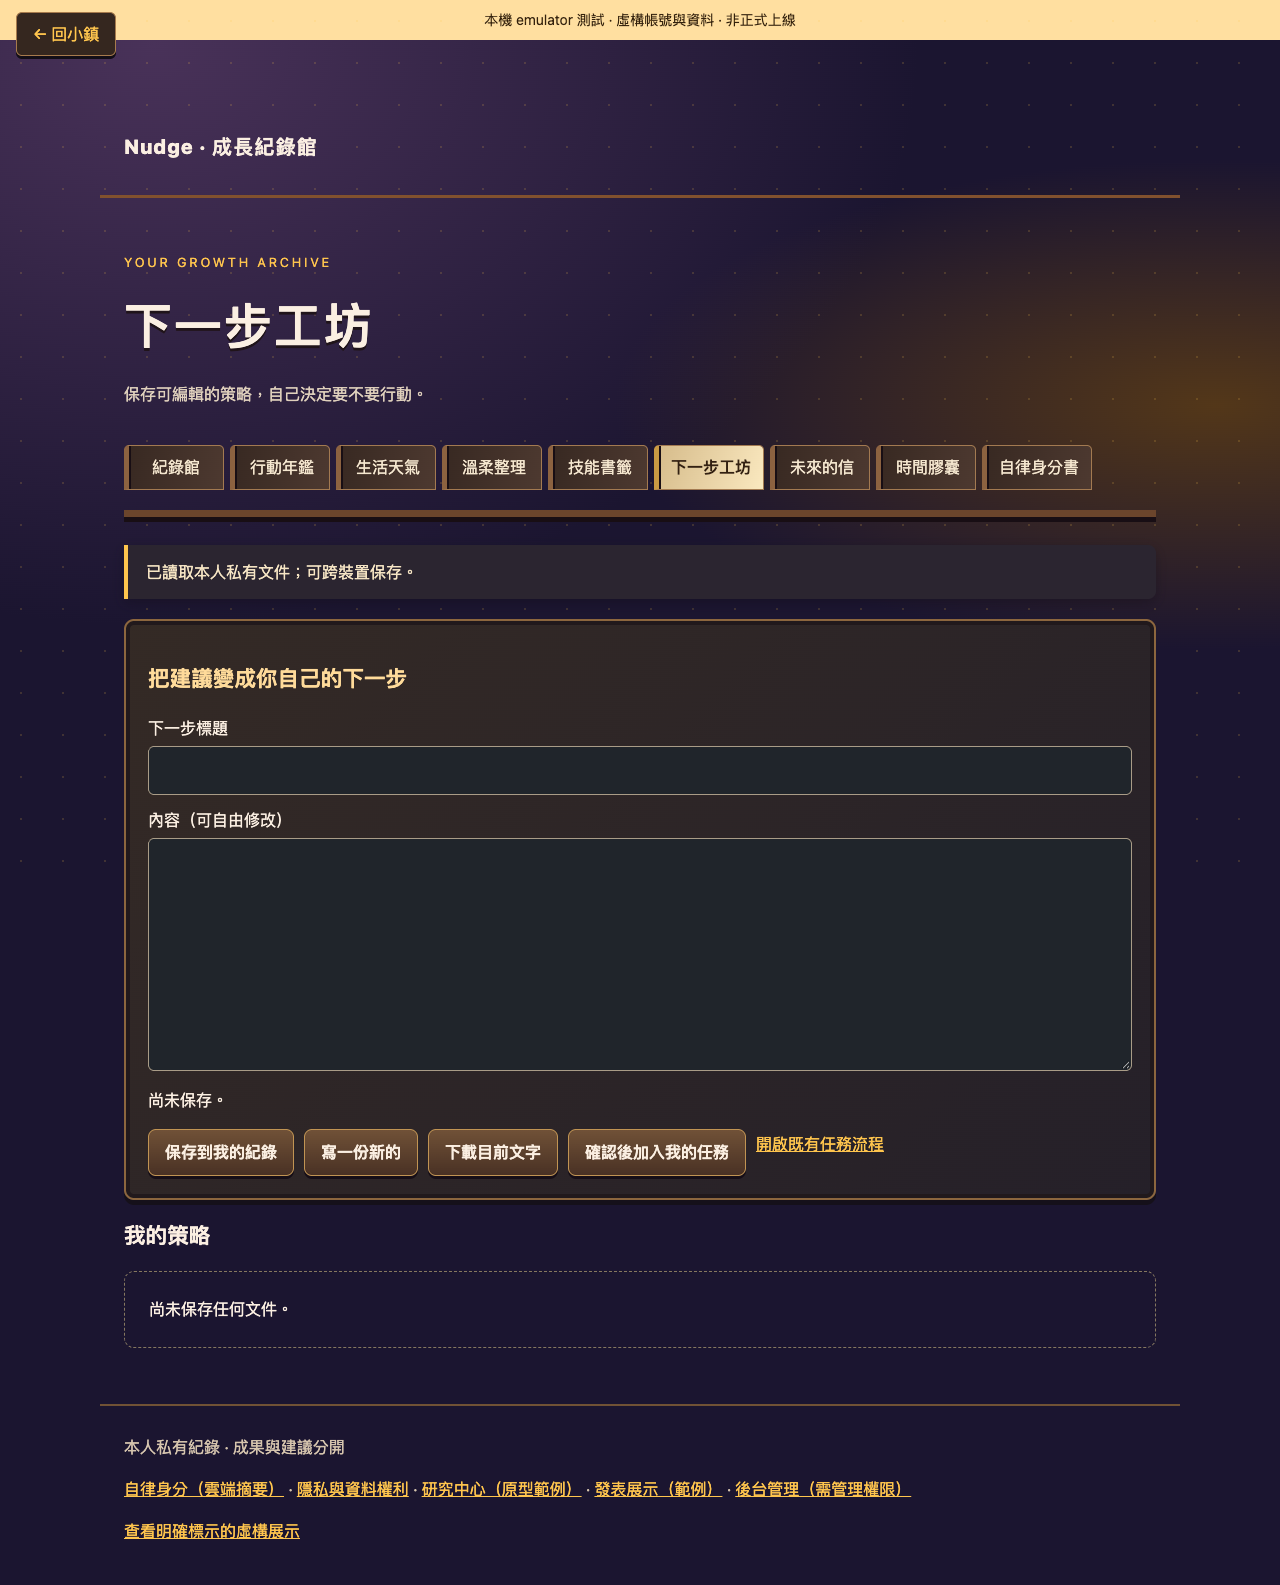 本機 emulator 測試 · 虛構帳號與資料 · 非正式上線
← 回小鎮
Nudge · 成長紀錄館
YOUR GROWTH ARCHIVE
下一步工坊
保存可編輯的策略，自己決定要不要行動。
紀錄館 行動年鑑 生活天氣 溫柔整理 技能書籤 下一步工坊 未來的信 時間膠囊 自律身分書
已讀取本人私有文件；可跨裝置保存。
把建議變成你自己的下一步
下一步標題
內容（可自由修改）
尚未保存。
保存到我的紀錄 寫一份新的 下載目前文字 確認後加入我的任務 開啟既有任務流程
我的策略
尚未保存任何文件。
本人私有紀錄 · 成果與建議分開
自律身分（雲端摘要） · 隱私與資料權利 · 研究中心（原型範例） · 發表展示（範例） · 後台管理（需管理權限）
查看明確標示的虛構展示